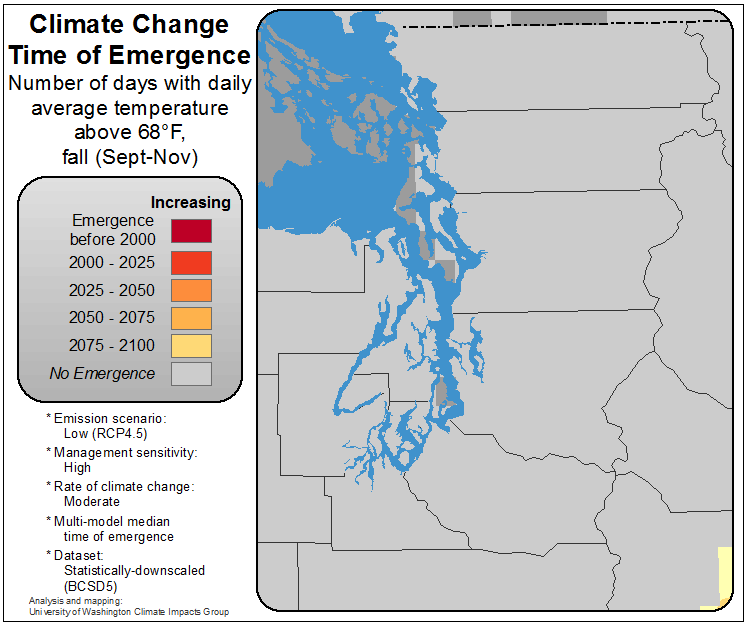 Climate Change
Time of Emergence
Number of days with daily
average temperature
above 68°F,
fall (Sept-Nov)
Increasing
Emergence
before 2000
2000 - 2025
2025 - 2050
2050 - 2075
2075 - 2100
No Emergence
* Emission scenario:
Low (RCP4.5)
* Management sensitivity:
High
* Rate of climate change:
Moderate
* Multi-model median
time of emergence
* Dataset:
Statistically-downscaled
(BCSD5)
Analysis and mapping:
University of Washington Climate Impacts Group